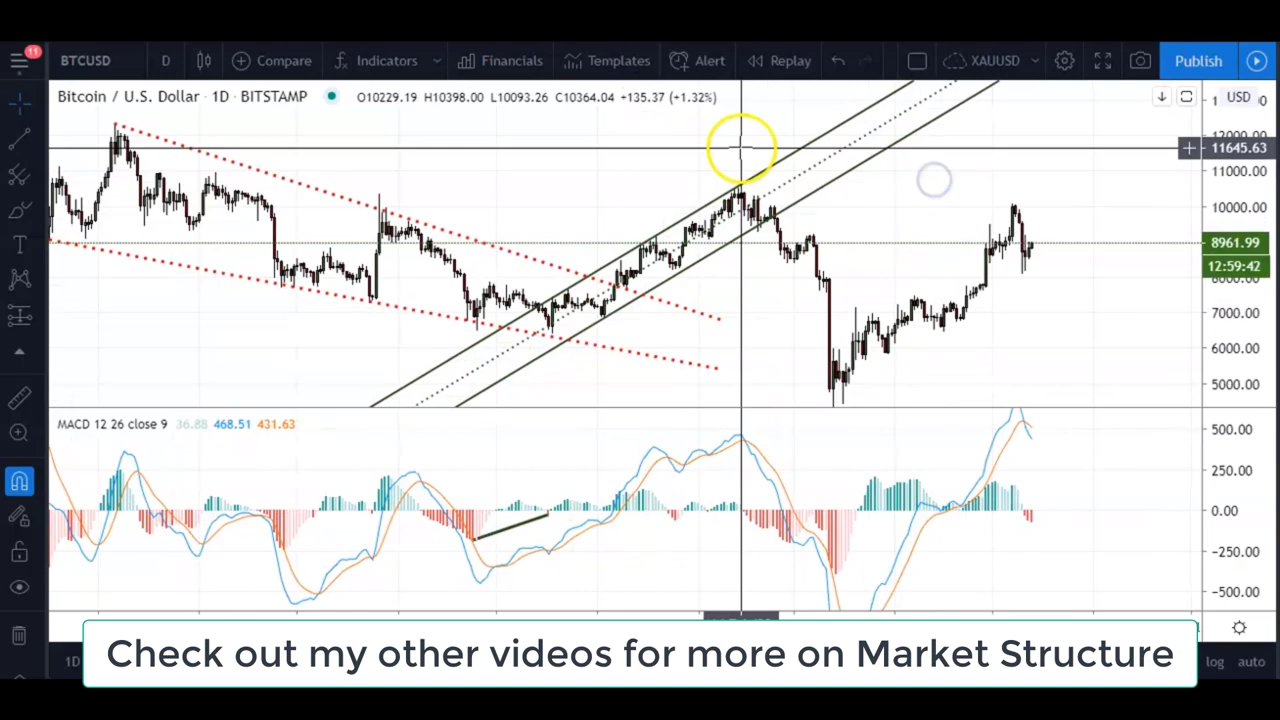 11
BTCUSD D Compare Indicators Financials Templates Alert Replay XAUUSD Publish
Bitcoin / U.S. Dollar · 1D · BITSTAMP O10229.19 H10398.00 L10093.26 C10364.04 +135.37 (+1.32%)
USD
12000.00
11645.63
11000.00
10000.00
8961.99
12:59:42
8000.00
7000.00
6000.00
5000.00
MACD 12 26 close 9 36.88 468.51 431.63
500.00
250.00
0.00
-250.00
-500.00
Check out my other videos for more on Market Structure
1D
log auto